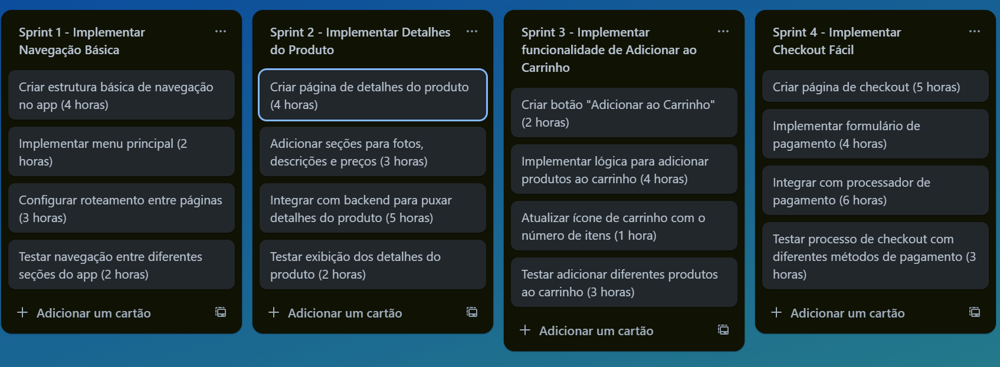 Sprint 1 - Implementar
Navegação Básica
Criar estrutura básica de navegação
no app (4 horas)
Implementar menu principal (2
horas)
Configurar roteamento entre páginas
(3 horas)
Testar navegação entre diferentes
seções do app (2 horas)
Adicionar um cartão
Sprint 2 - Implementar Detalhes
do Produto
Criar página de detalhes do produto
(4 horas)
Adicionar seções para fotos,
descrições e preços (3 horas)
Integrar com backend para puxar
detalhes do produto (5 horas)
Testar exibição dos detalhes do
produto (2 horas)
Adicionar um cartão
Sprint 3 - Implementar
funcionalidade de Adicionar ao
Carrinho
Criar botão "Adicionar ao Carrinho"
(2 horas)
Implementar lógica para adicionar
produtos ao carrinho (4 horas)
Atualizar ícone de carrinho com o
número de itens (1 hora)
Testar adicionar diferentes produtos
ao carrinho (3 horas)
Adicionar um cartão
Sprint 4 - Implementar
Checkout Fácil
Criar página de checkout (5 horas)
Implementar formulário de
pagamento (4 horas)
Integrar com processador de
pagamento (6 horas)
Testar processo de checkout com
diferentes métodos de pagamento (3
horas)
Adicionar um cartão